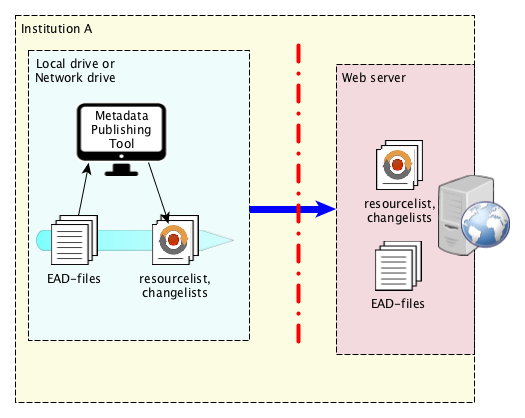 Institution A
Local drive or
Network drive
Metadata
Publishing
Tool
EAD-files
resourcelist,
changelists
Web server
resourcelist,
changelists
EAD-files